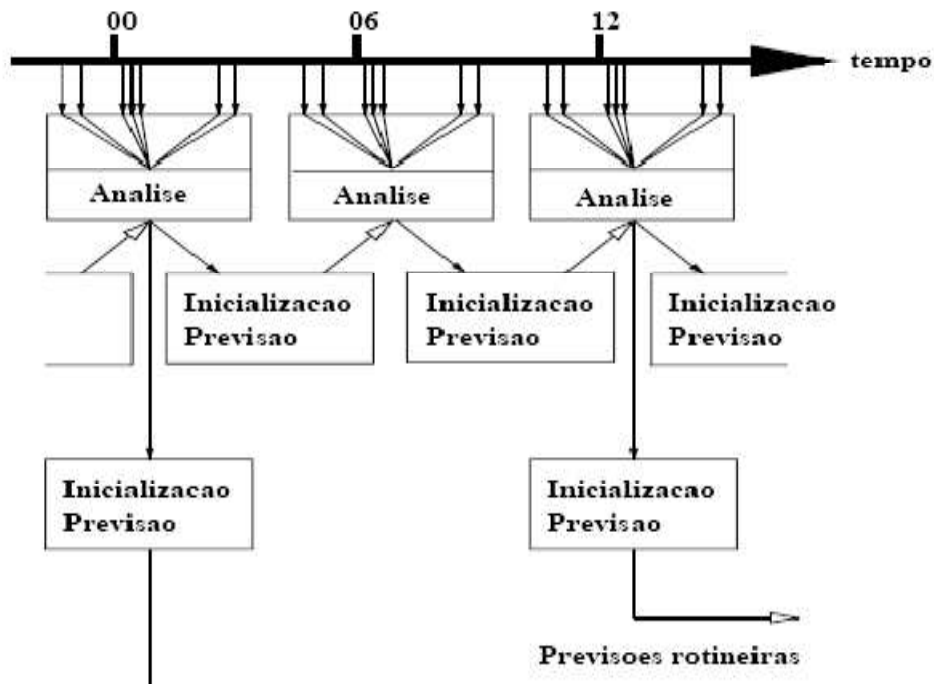 00
06
12
tempo
Analise
Analise
Analise
Inicializacao
Previsao
Inicializacao
Previsao
Inicializacao
Previsao
Inicializacao
Previsao
Inicializacao
Previsao
Previsoes rotineiras